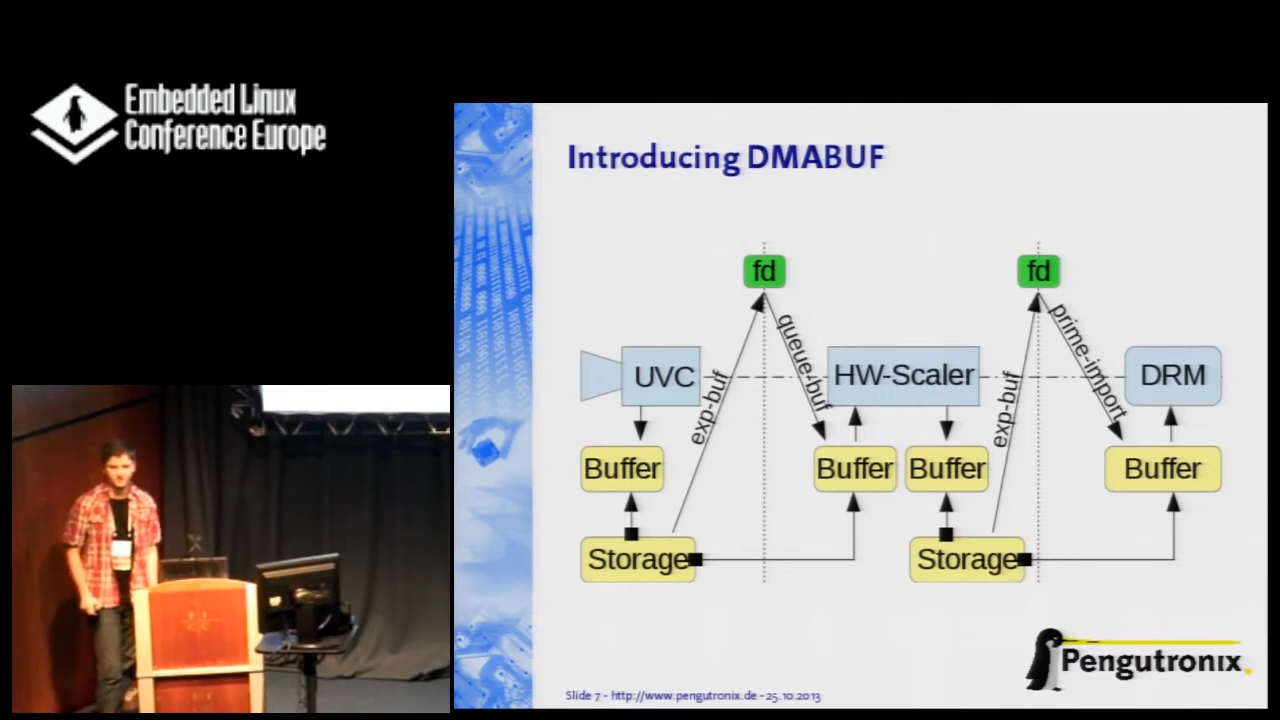 Embedded Linux
Conference Europe
Introducing DMABUF
fd
fd
exp-buf
queue-buf
exp-buf
prime-import
UVC
HW-Scaler
DRM
Buffer
Buffer
Buffer
Buffer
Storage
Storage
Pengutronix
Slide 7 - http://www.pengutronix.de - 25.10.2013